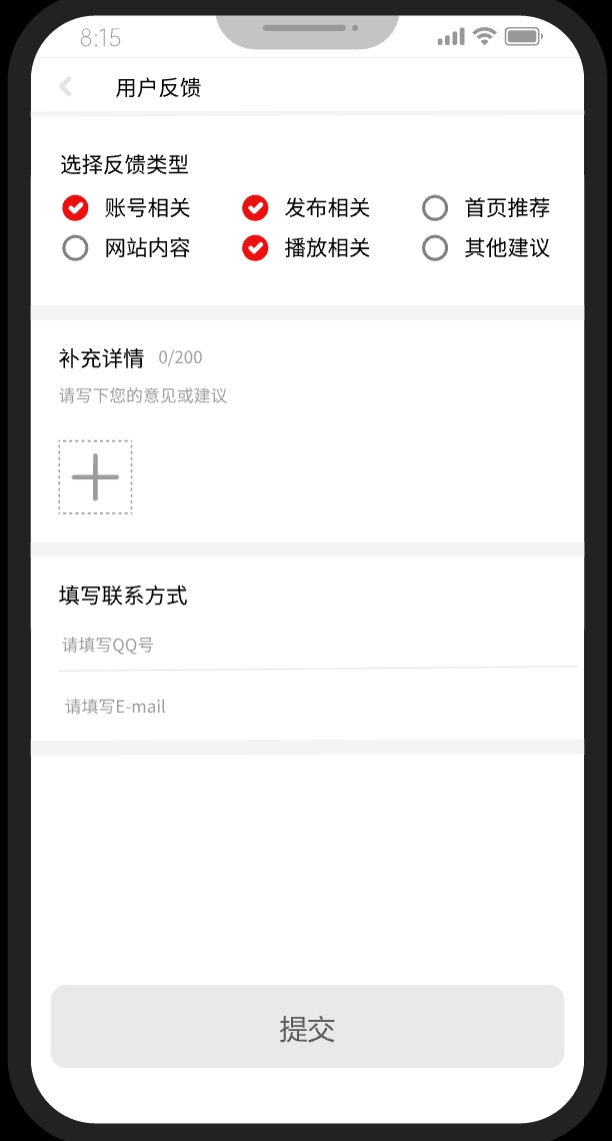 8:15
用户反馈
选择反馈类型
账号相关 发布相关 首页推荐
网站内容 播放相关 其他建议
补充详情 0/200
请写下您的意见或建议
填写联系方式
请填写QQ号
请填写E-mail
提交